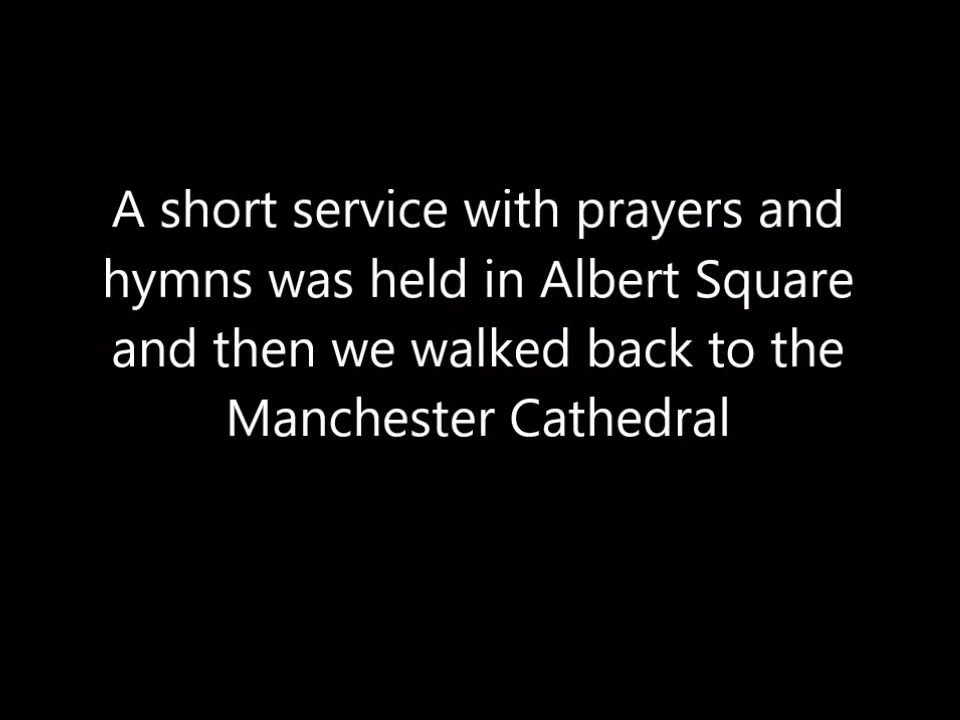 A short service with prayers and
hymns was held in Albert Square
and then we walked back to the
Manchester Cathedral